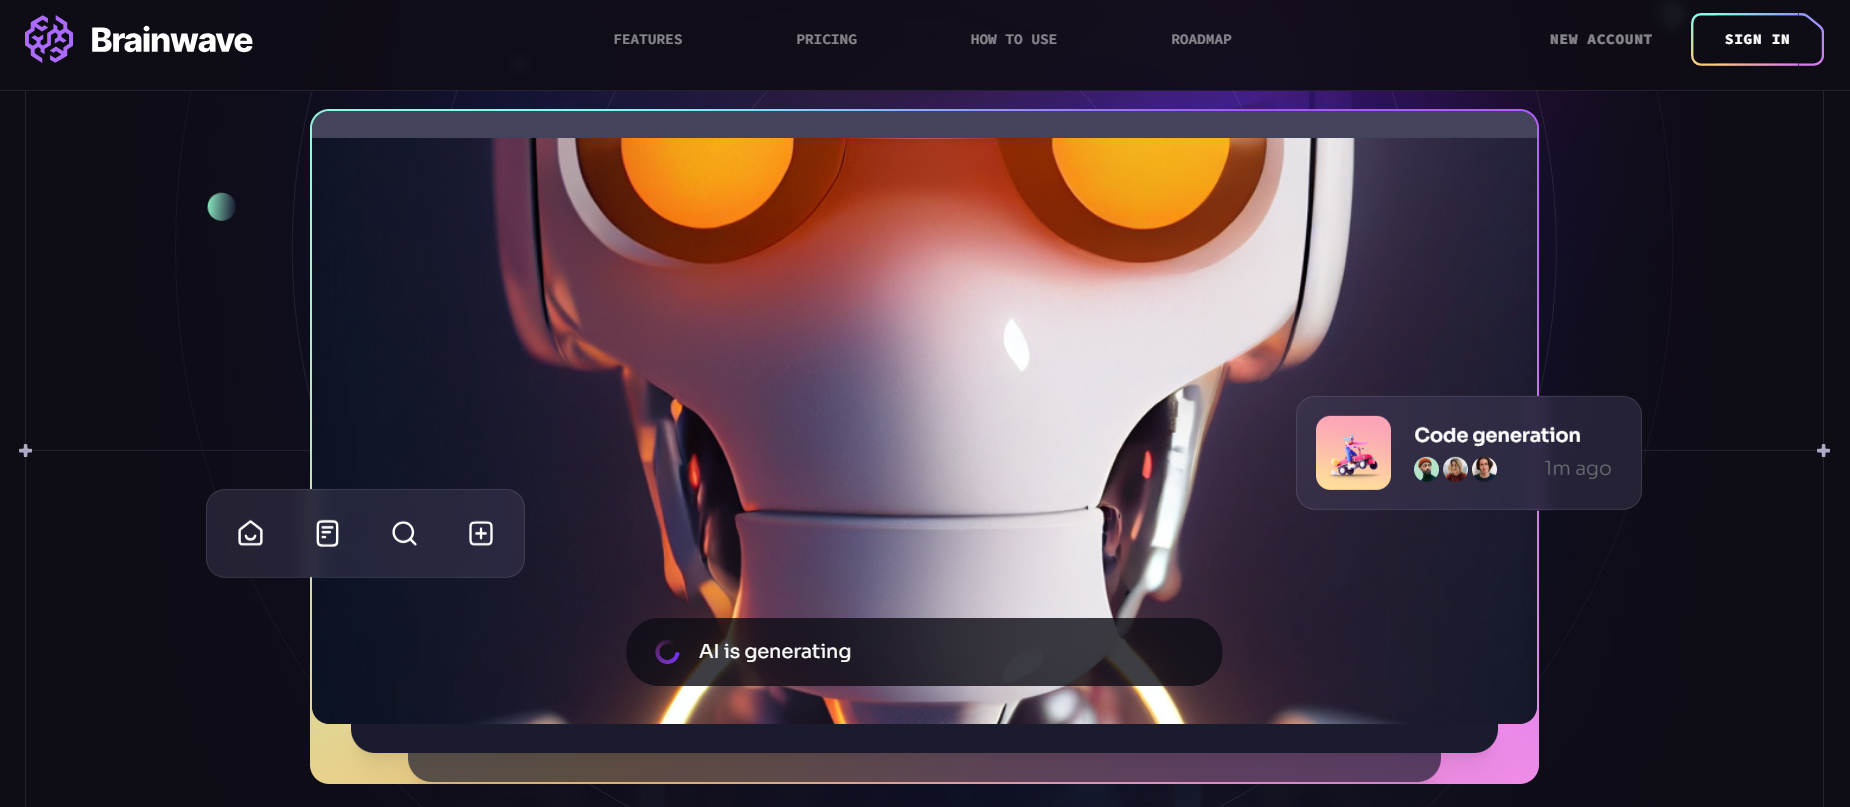 Brainwave
FEATURES
PRICING
HOW TO USE
ROADMAP
NEW ACCOUNT
SIGN IN
Code generation
1m ago
AI is generating